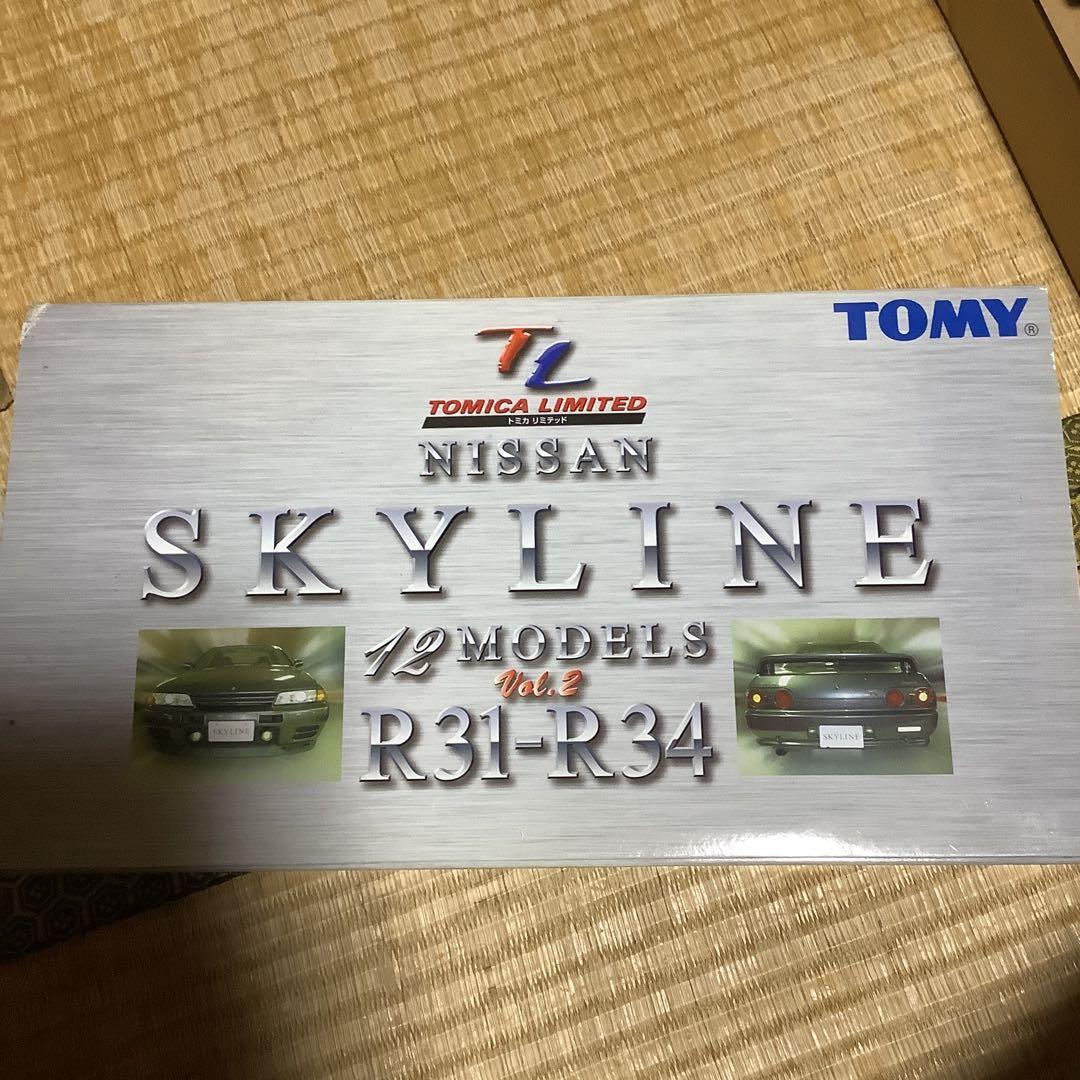 TOMY®
TL
TOMICA LIMITED
トミカ リミテッド
NISSAN
SKYLINE
12 MODELS
Vol.2
R31-R34
SKYLINE
SKYLINE